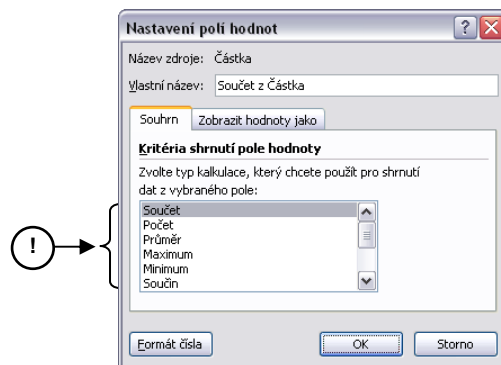 Nastavení polí hodnot
Název zdroje: Částka
Vlastní název: Součet z Částka
Souhrn Zobrazit hodnoty jako
Kritéria shrnutí pole hodnoty
Zvolte typ kalkulace, který chcete použít pro shrnutí
dat z vybraného pole:
Součet
Počet
Průměr
Maximum
Minimum
Součin
!
Formát čísla OK Storno